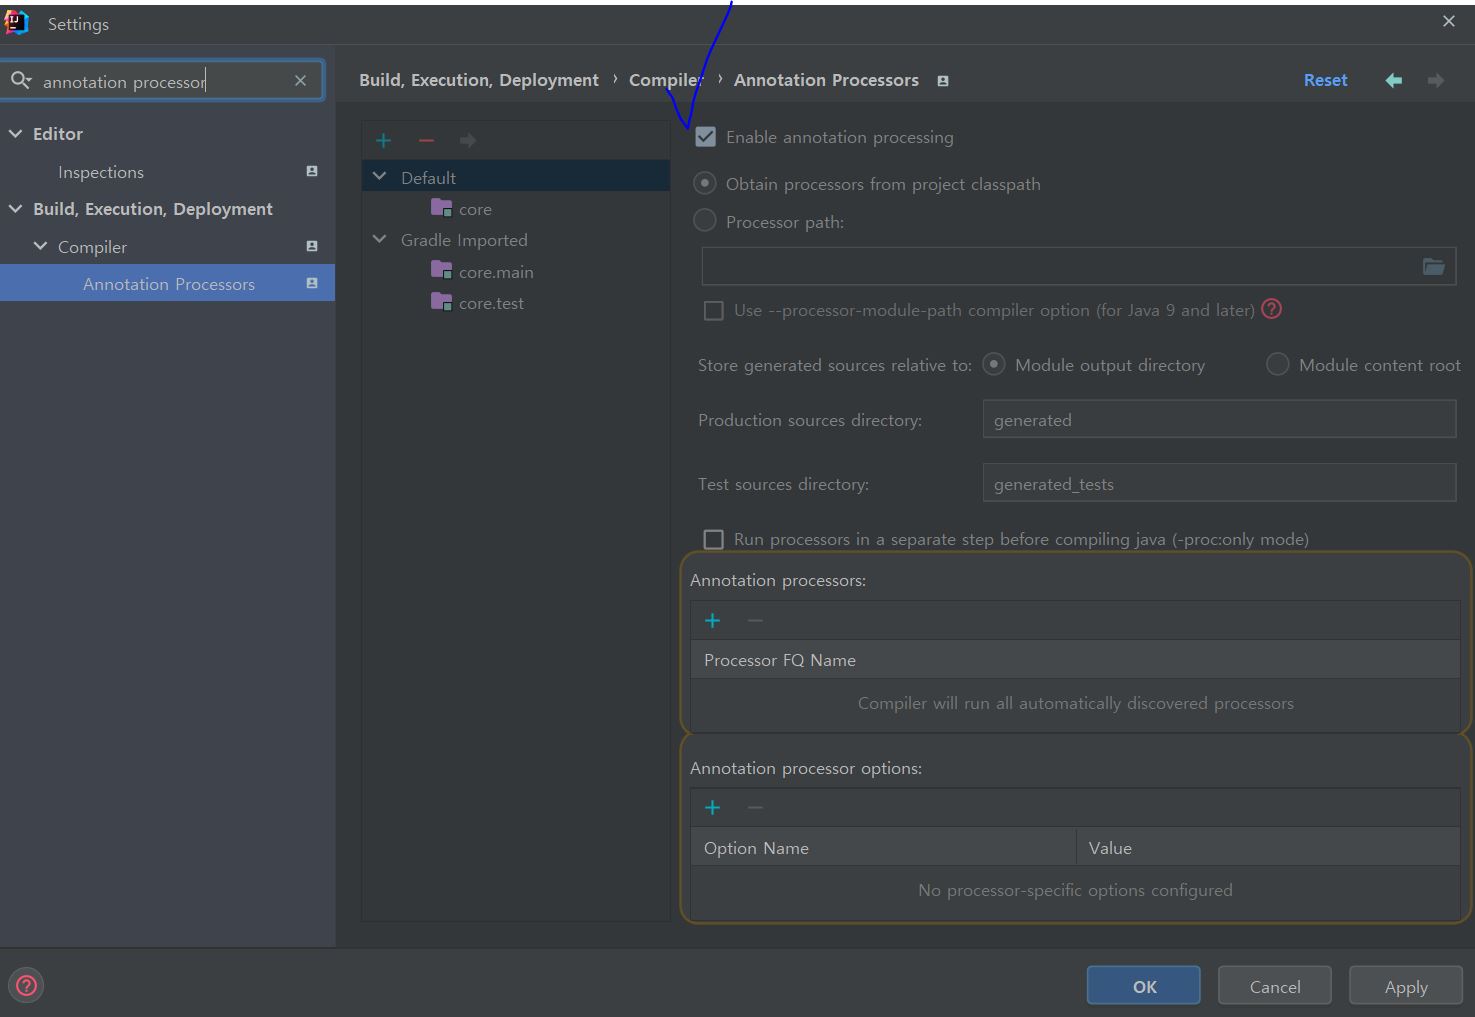 Settings
annotation processor
Build, Execution, Deployment › Compiler › Annotation Processors
Reset
Editor
Inspections
Build, Execution, Deployment
Compiler
Annotation Processors
Default
core
Gradle Imported
core.main
core.test
Enable annotation processing
Obtain processors from project classpath
Processor path:
Use --processor-module-path compiler option (for Java 9 and later)
Store generated sources relative to: Module output directory Module content root
Production sources directory: generated
Test sources directory: generated_tests
Run processors in a separate step before compiling java (-proc:only mode)
Annotation processors:
Processor FQ Name
Compiler will run all automatically discovered processors
Annotation processor options:
Option Name Value
No processor-specific options configured
OK Cancel Apply